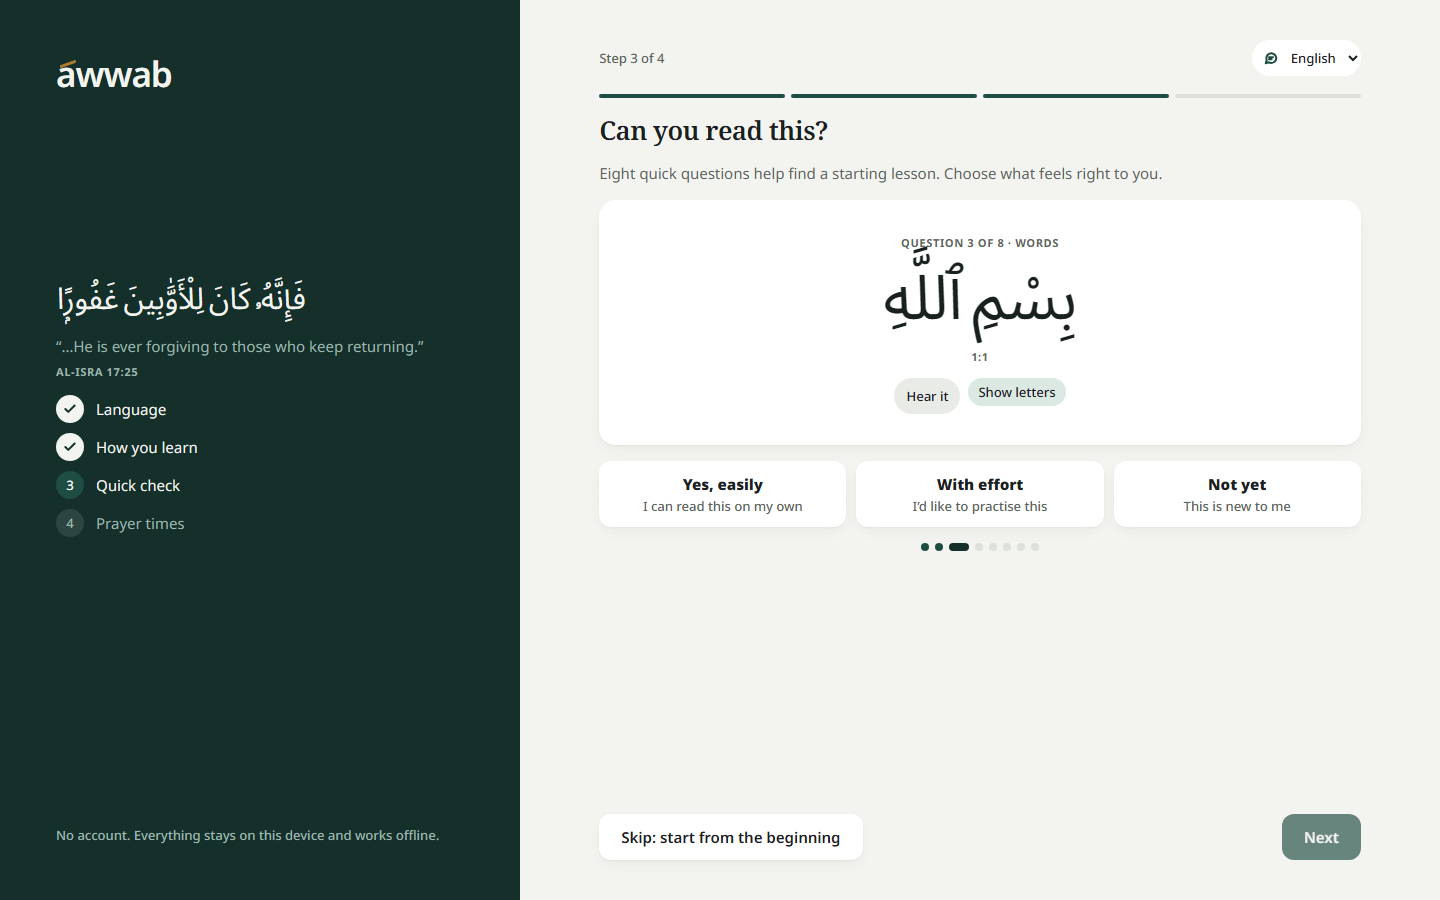 awwab
فَإِنَّهُۥ كَانَ لِلْأَوَّٰبِينَ غَفُورًۭا
“…He is ever forgiving to those who keep returning.”
AL-ISRA 17:25
Language
How you learn
3 Quick check
4 Prayer times
No account. Everything stays on this device and works offline.
Step 3 of 4
English
Can you read this?
Eight quick questions help find a starting lesson. Choose what feels right to you.
QUESTION 3 OF 8 · WORDS
بِسْمِ ٱللَّهِ
1:1
Hear it
Show letters
Yes, easily
I can read this on my own
With effort
I’d like to practise this
Not yet
This is new to me
Skip: start from the beginning
Next